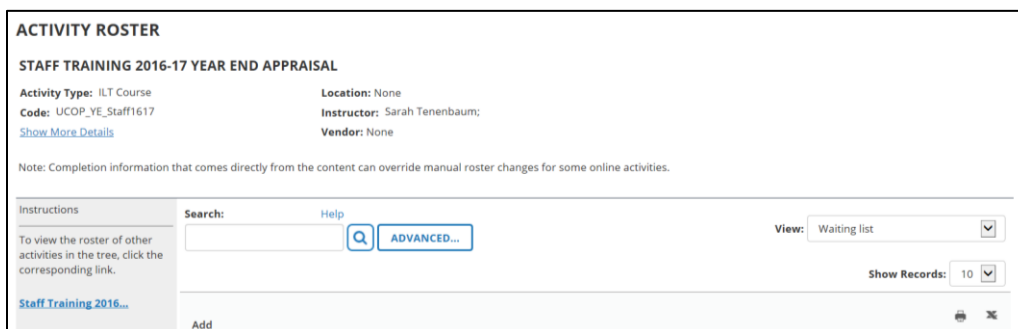 ACTIVITY ROSTER
STAFF TRAINING 2016-17 YEAR END APPRAISAL
Activity Type: ILT Course
Location: None
Code: UCOP_YE_Staff1617
Instructor: Sarah Tenenbaum;
Show More Details
Vendor: None
Note: Completion information that comes directly from the content can override manual roster changes for some online activities.
Instructions
To view the roster of other
activities in the tree, click the
corresponding link.
Staff Training 2016...
Search:
Help
ADVANCED...
View: Waiting list
Show Records: 10
Add